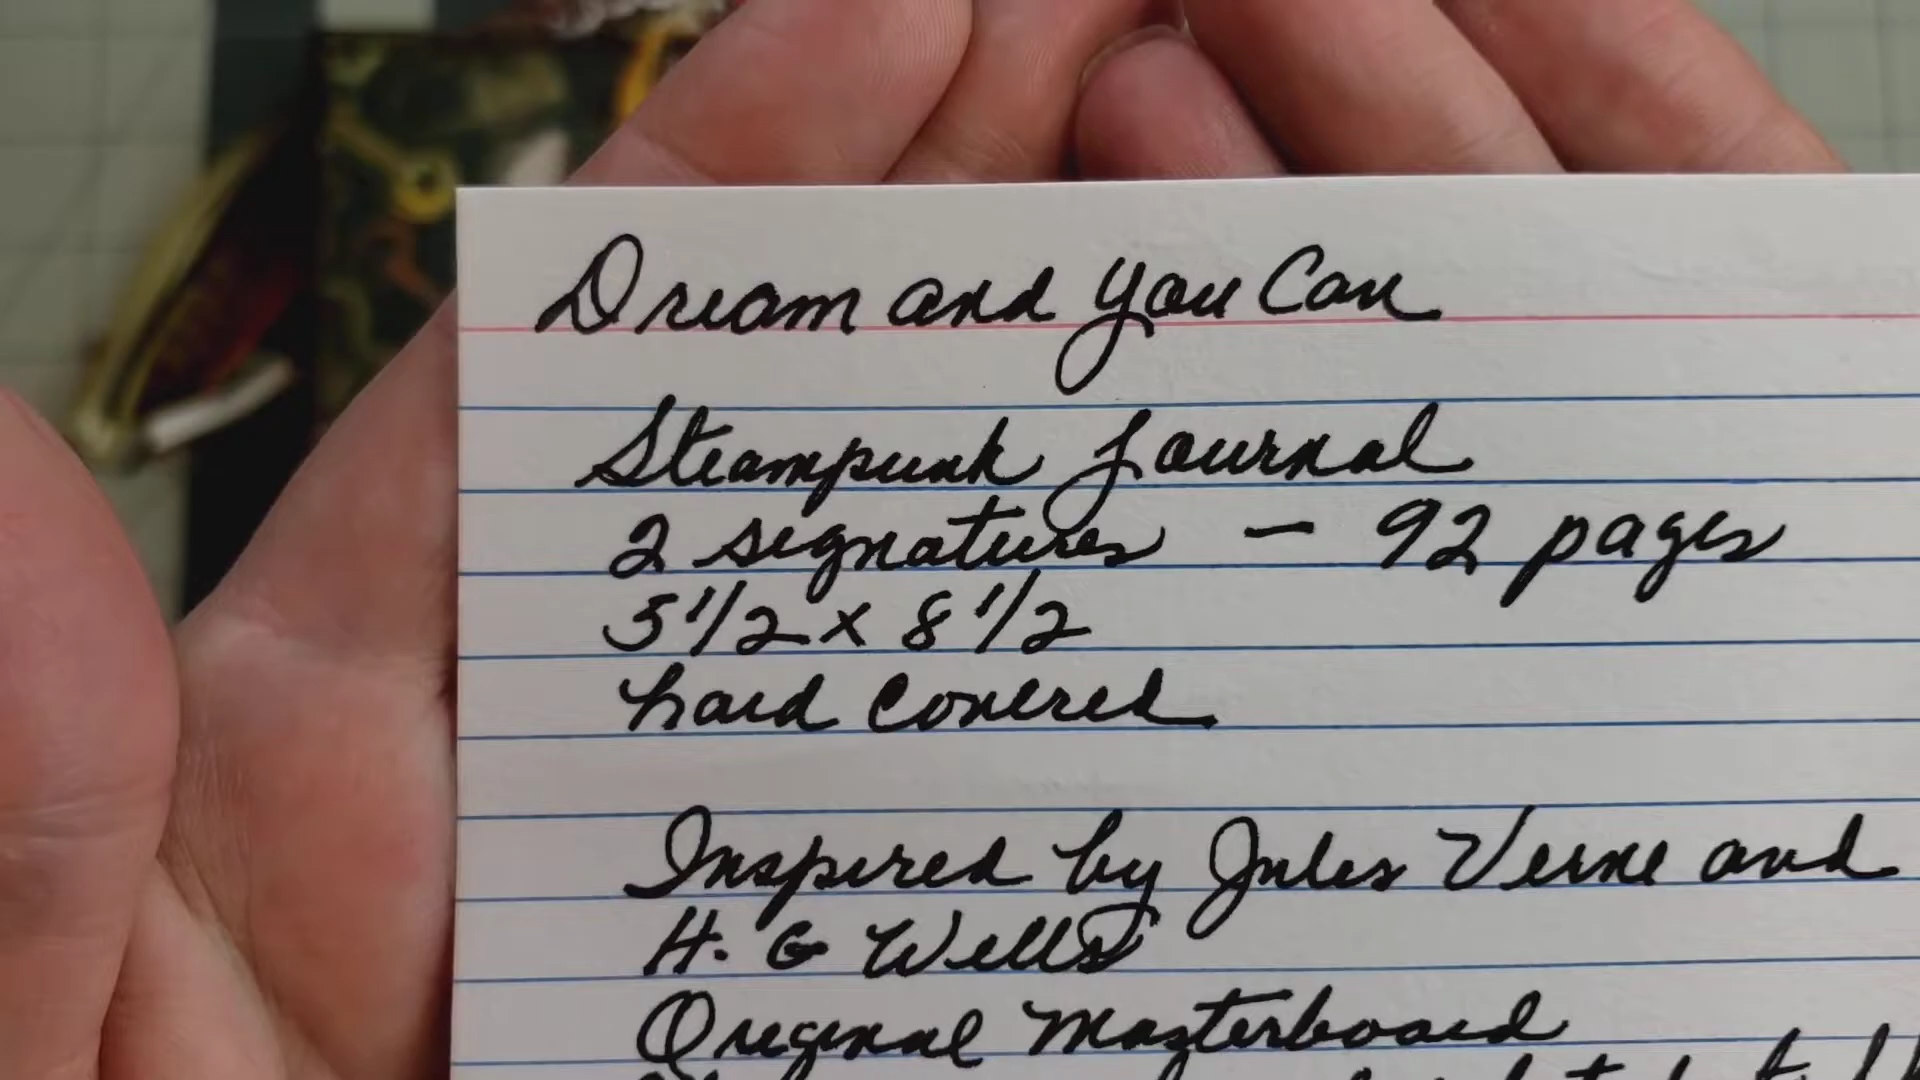 Dream and you Can
Steampunk Journal
2 signatures — 92 pages
5 1/2 x 8 1/2
hard covered
Inspired by Jules Verne and
H. G Wells
Original Masterboard